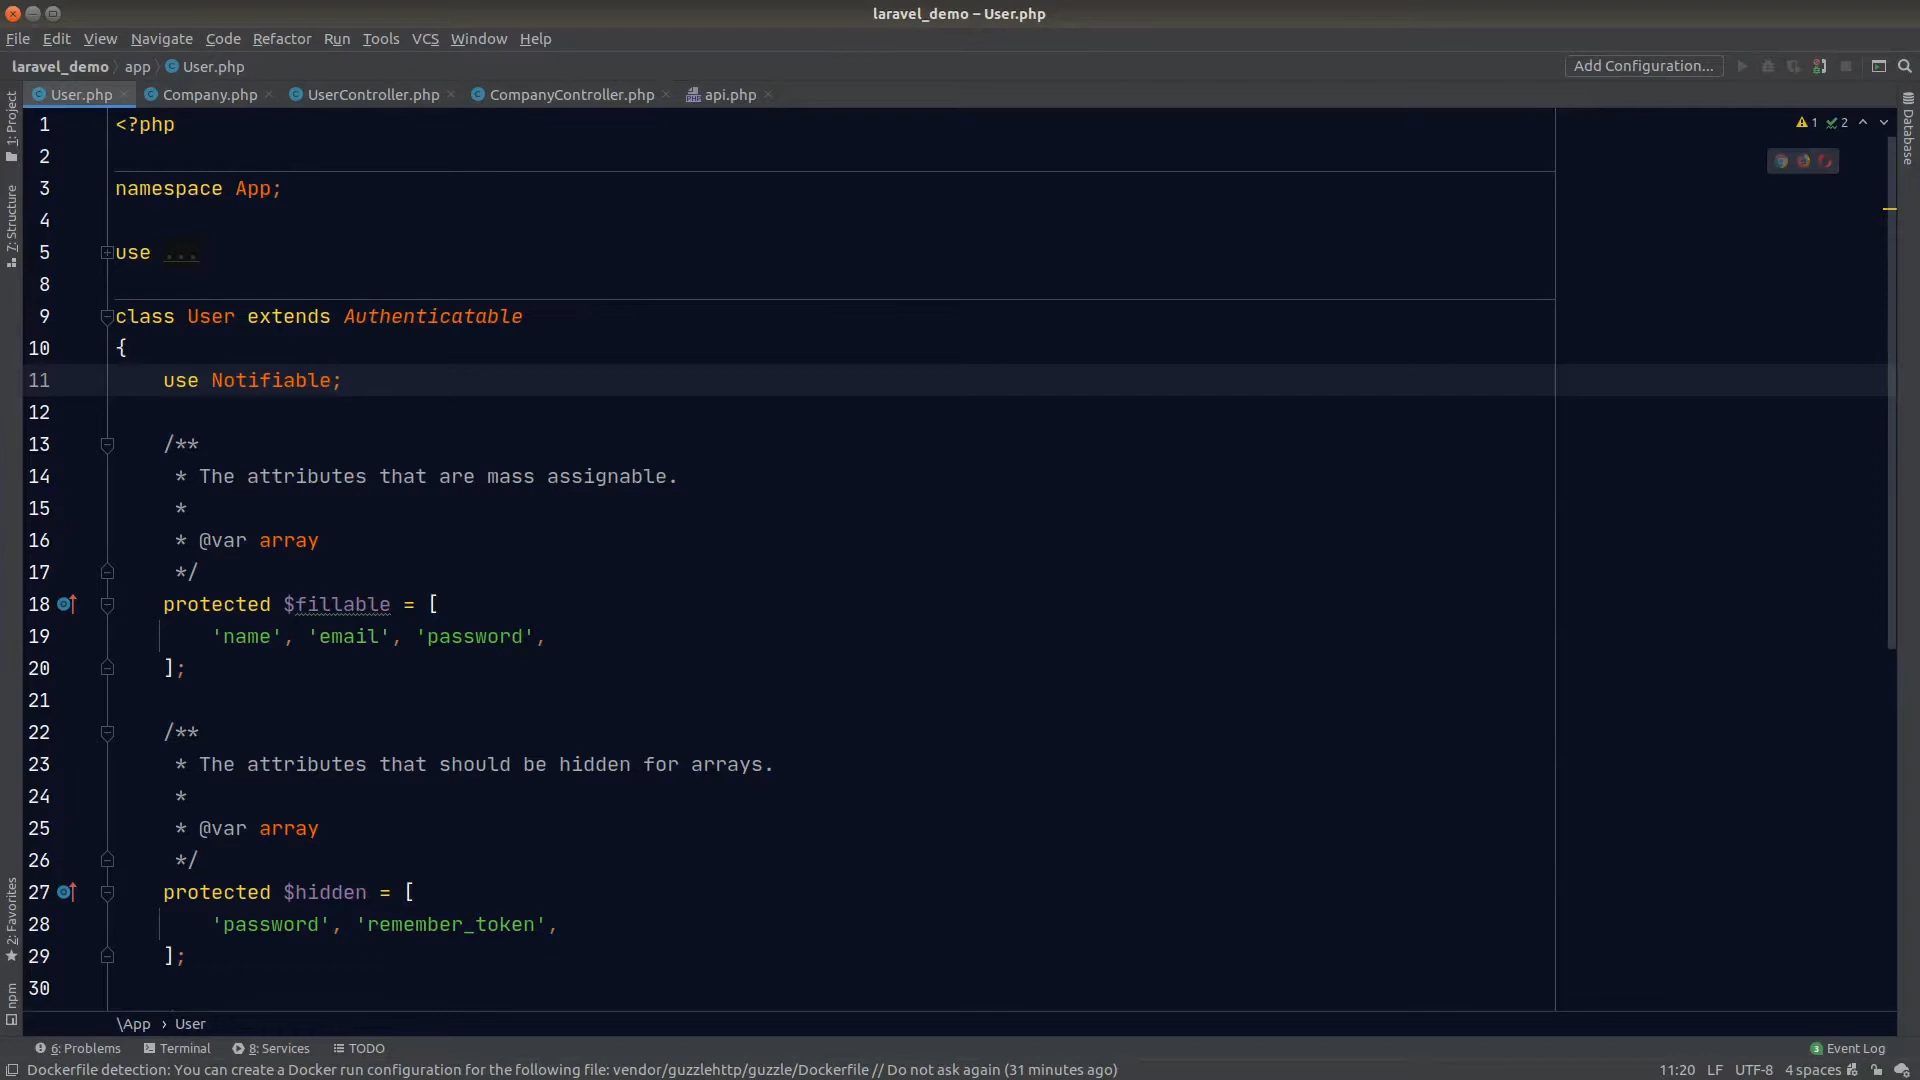 laravel_demo – User.php
File Edit View Navigate Code Refactor Run Tools VCS Window Help
laravel_demo app User.php Add Configuration...
User.php Company.php UserController.php CompanyController.php api.php
1: Project
7: Structure
2: Favorites
npm
Database
1 2
1 <?php
2
3 namespace App;
4
5 use ...
8
9 class User extends Authenticatable
10 {
11 use Notifiable;
12
13 /**
14 * The attributes that are mass assignable.
15 *
16 * @var array
17 */
18 protected $fillable = [
19 'name', 'email', 'password',
20 ];
21
22 /**
23 * The attributes that should be hidden for arrays.
24 *
25 * @var array
26 */
27 protected $hidden = [
28 'password', 'remember_token',
29 ];
30
\App › User
6: Problems Terminal 8: Services TODO 3 Event Log
Dockerfile detection: You can create a Docker run configuration for the following file: vendor/guzzlehttp/guzzle/Dockerfile // Do not ask again (31 minutes ago) 11:20 LF UTF-8 4 spaces